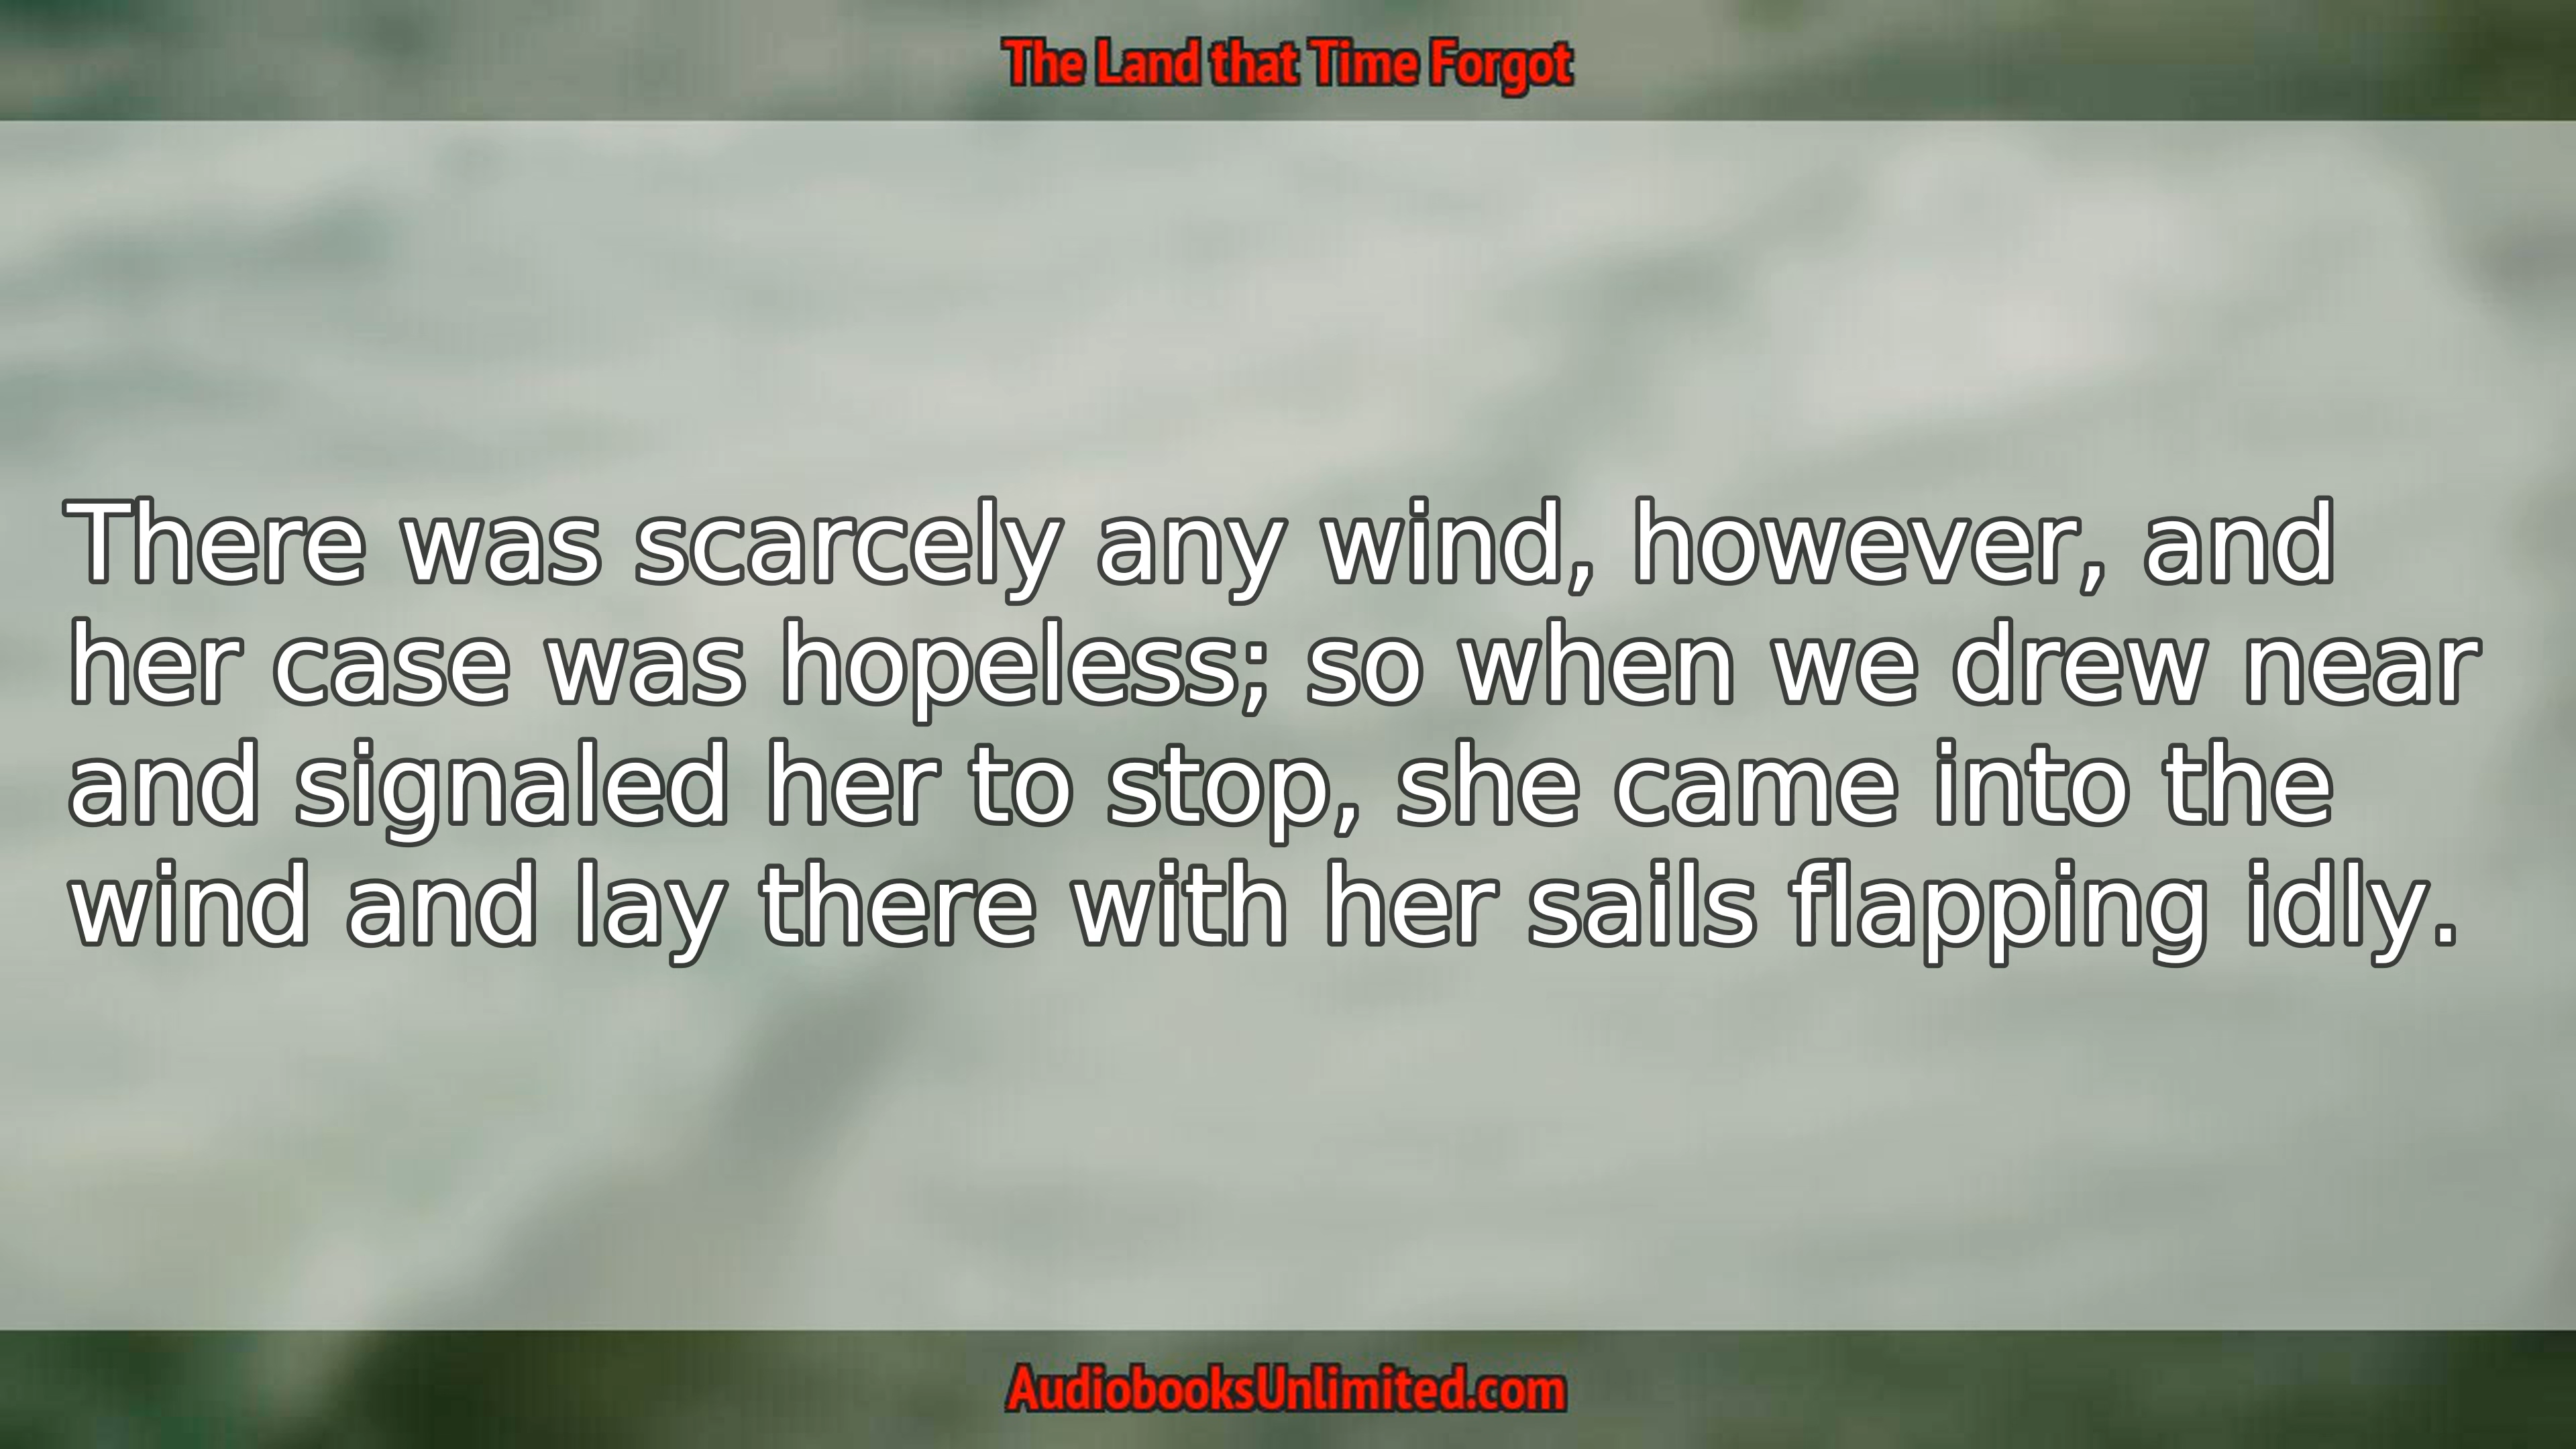 The Land that Time Forgot
There was scarcely any wind, however, and
her case was hopeless; so when we drew near
and signaled her to stop, she came into the
wind and lay there with her sails flapping idly.
AudiobooksUnlimited.com